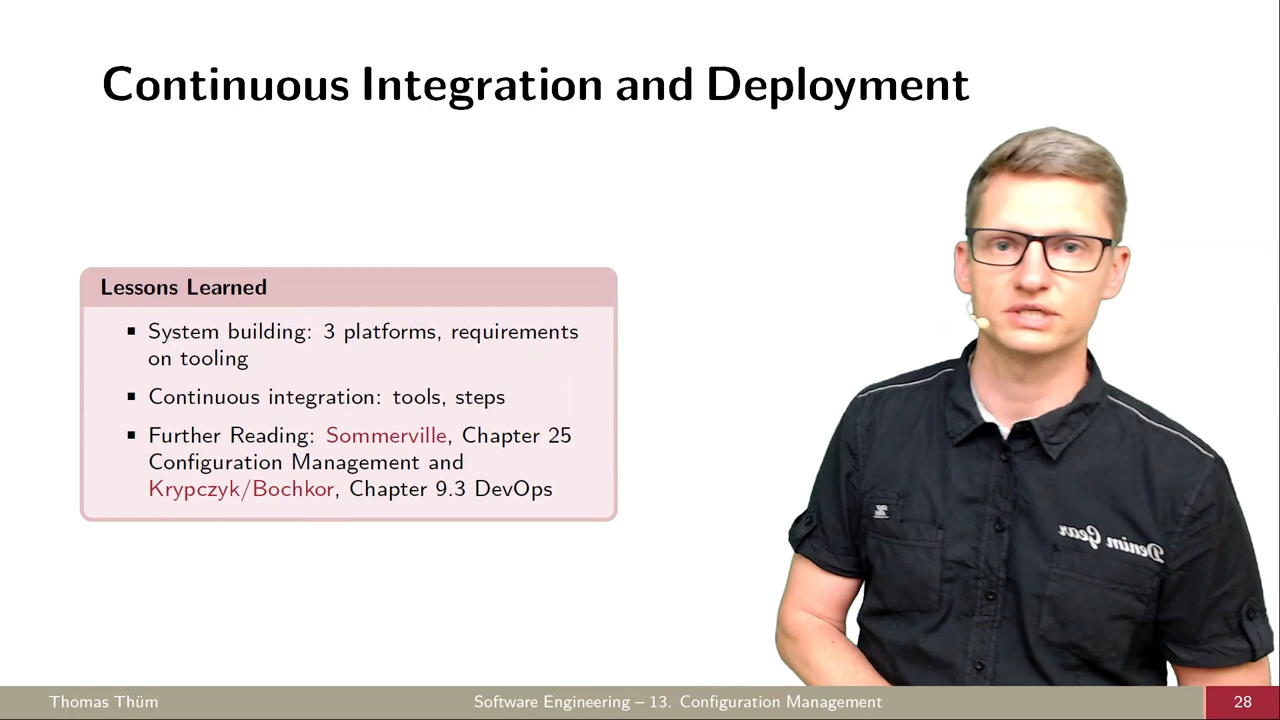 Continuous Integration and Deployment
Lessons Learned
▪ System building: 3 platforms, requirements
on tooling
▪ Continuous integration: tools, steps
▪ Further Reading: Sommerville, Chapter 25
Configuration Management and
Krypczyk/Bochkor, Chapter 9.3 DevOps
Denim Gear
Thomas Thüm
Software Engineering – 13. Configuration Management
28